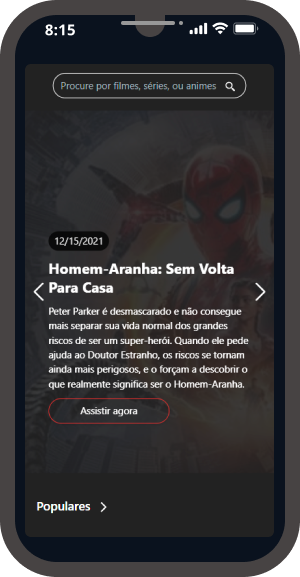 8:15
Procure por filmes, séries, ou animes
12/15/2021
Homem-Aranha: Sem Volta
Para Casa
Peter Parker é desmascarado e não consegue
mais separar sua vida normal dos grandes
riscos de ser um super-herói. Quando ele pede
ajuda ao Doutor Estranho, os riscos se tornam
ainda mais perigosos, e o forçam a descobrir o
que realmente significa ser o Homem-Aranha.
Assistir agora
Populares